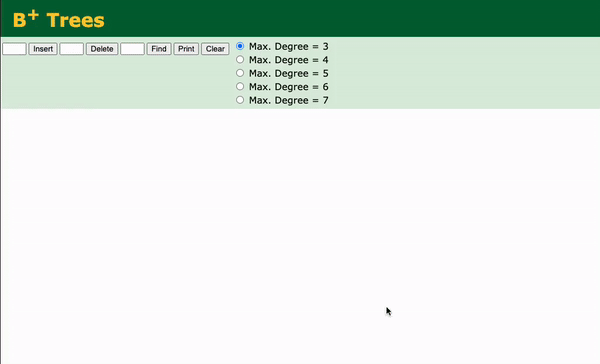 B+ Trees
Insert Delete Find Print Clear
Max. Degree = 3
Max. Degree = 4
Max. Degree = 5
Max. Degree = 6
Max. Degree = 7